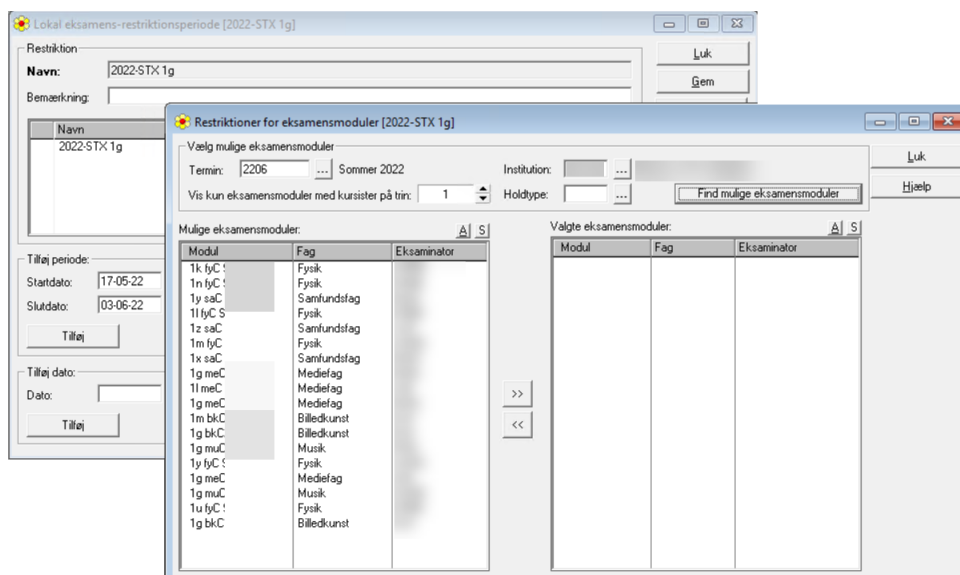 Lokal eksamens-restriktionsperiode [2022-STX 1g]
Restriktion
Navn: 2022-STX 1g
Bemærkning:
Luk
Gem
Navn
2022-STX 1g
Tilføj periode:
Startdato: 17-05-22
Slutdato: 03-06-22
Tilføj
Tilføj dato:
Dato:
Tilføj
Restriktioner for eksamensmoduler [2022-STX 1g]
Vælg mulige eksamensmoduler
Termin: 2206 ... Sommer 2022 Institution: ...
Vis kun eksamensmoduler med kursister på trin: 1 Holdtype: ... Find mulige eksamensmoduler
Luk
Hjælp
Mulige eksamensmoduler: A S
Modul Fag Eksaminator
1k fyC Fysik
1n fyC Fysik
1y saC Samfundsfag
1l fyC S Fysik
1z saC Samfundsfag
1m fyC Fysik
1x saC Samfundsfag
1g meC Mediefag
1l meC Mediefag
1g meC Mediefag
1m bkC Billedkunst
1g bkC Billedkunst
1g muC Musik
1y fyC S Fysik
1g meC Mediefag
1g muC Musik
1u fyC S Fysik
1g bkC Billedkunst
>>
<<
Valgte eksamensmoduler: A S
Modul Fag Eksaminator